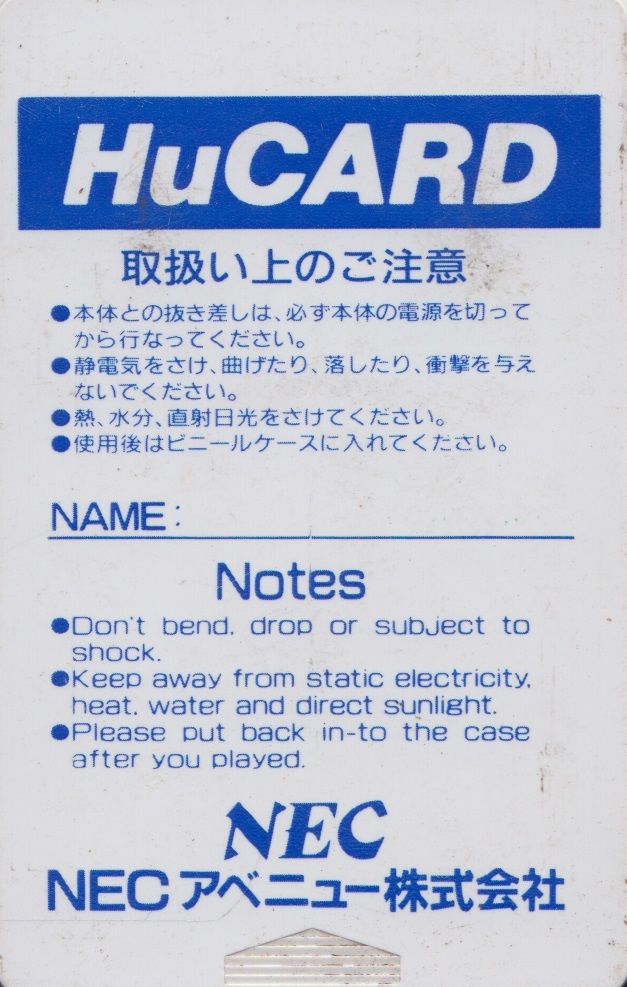 HuCARD
取扱い上のご注意
●本体との抜き差しは、必ず本体の電源を切って
から行なってください。
●静電気をさけ、曲げたり、落したり、衝撃を与え
ないでください。
●熱、水分、直射日光をさけてください。
●使用後はビニールケースに入れてください。
NAME:
Notes
●Don't bend. drop or subject to
shock.
●Keep away from static electricity,
heat, water and direct sunlight.
●Please put back in-to the case
after you played.
NEC
NECアベニュー株式会社